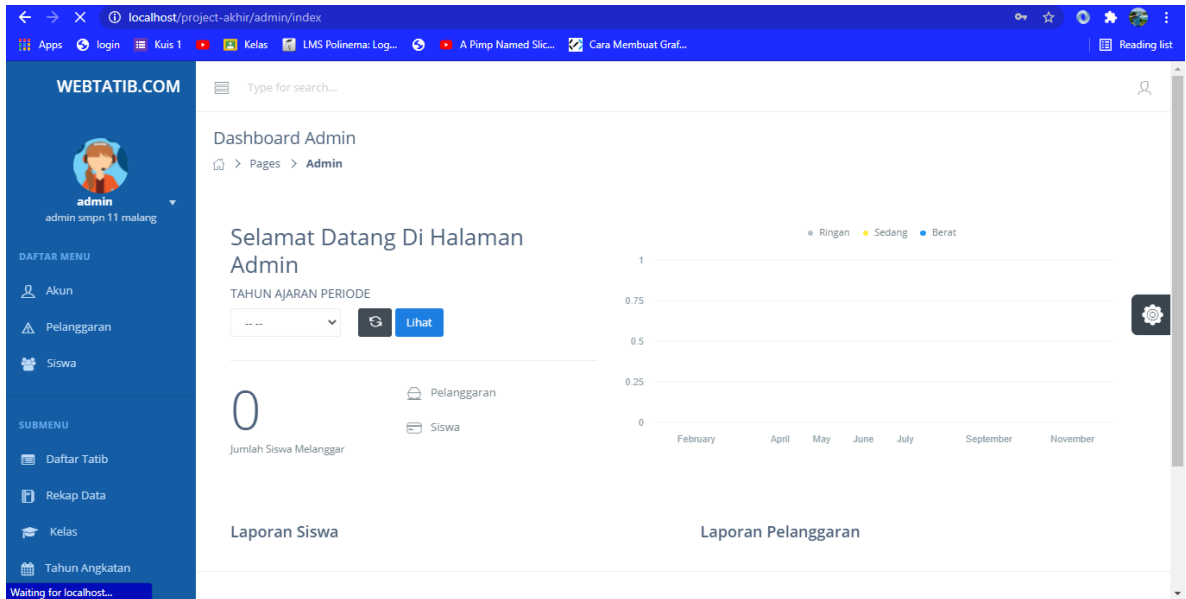 localhost/project-akhir/admin/index
Apps login Kuis 1 Kelas LMS Polinema: Log... A Pimp Named Slic... Cara Membuat Graf... Reading list
WEBTATIB.COM
Type for search...
admin
admin smpn 11 malang
DAFTAR MENU
Akun
Pelanggaran
Siswa
SUBMENU
Daftar Tatib
Rekap Data
Kelas
Tahun Angkatan
Waiting for localhost...
Dashboard Admin
> Pages > Admin
Selamat Datang Di Halaman
Admin
TAHUN AJARAN PERIODE
-- -- Lihat
0
Jumlah Siswa Melanggar
Pelanggaran
Siswa
Ringan Sedang Berat
1
0.75
0.5
0.25
0
February April May June July September November
Laporan Siswa
Laporan Pelanggaran